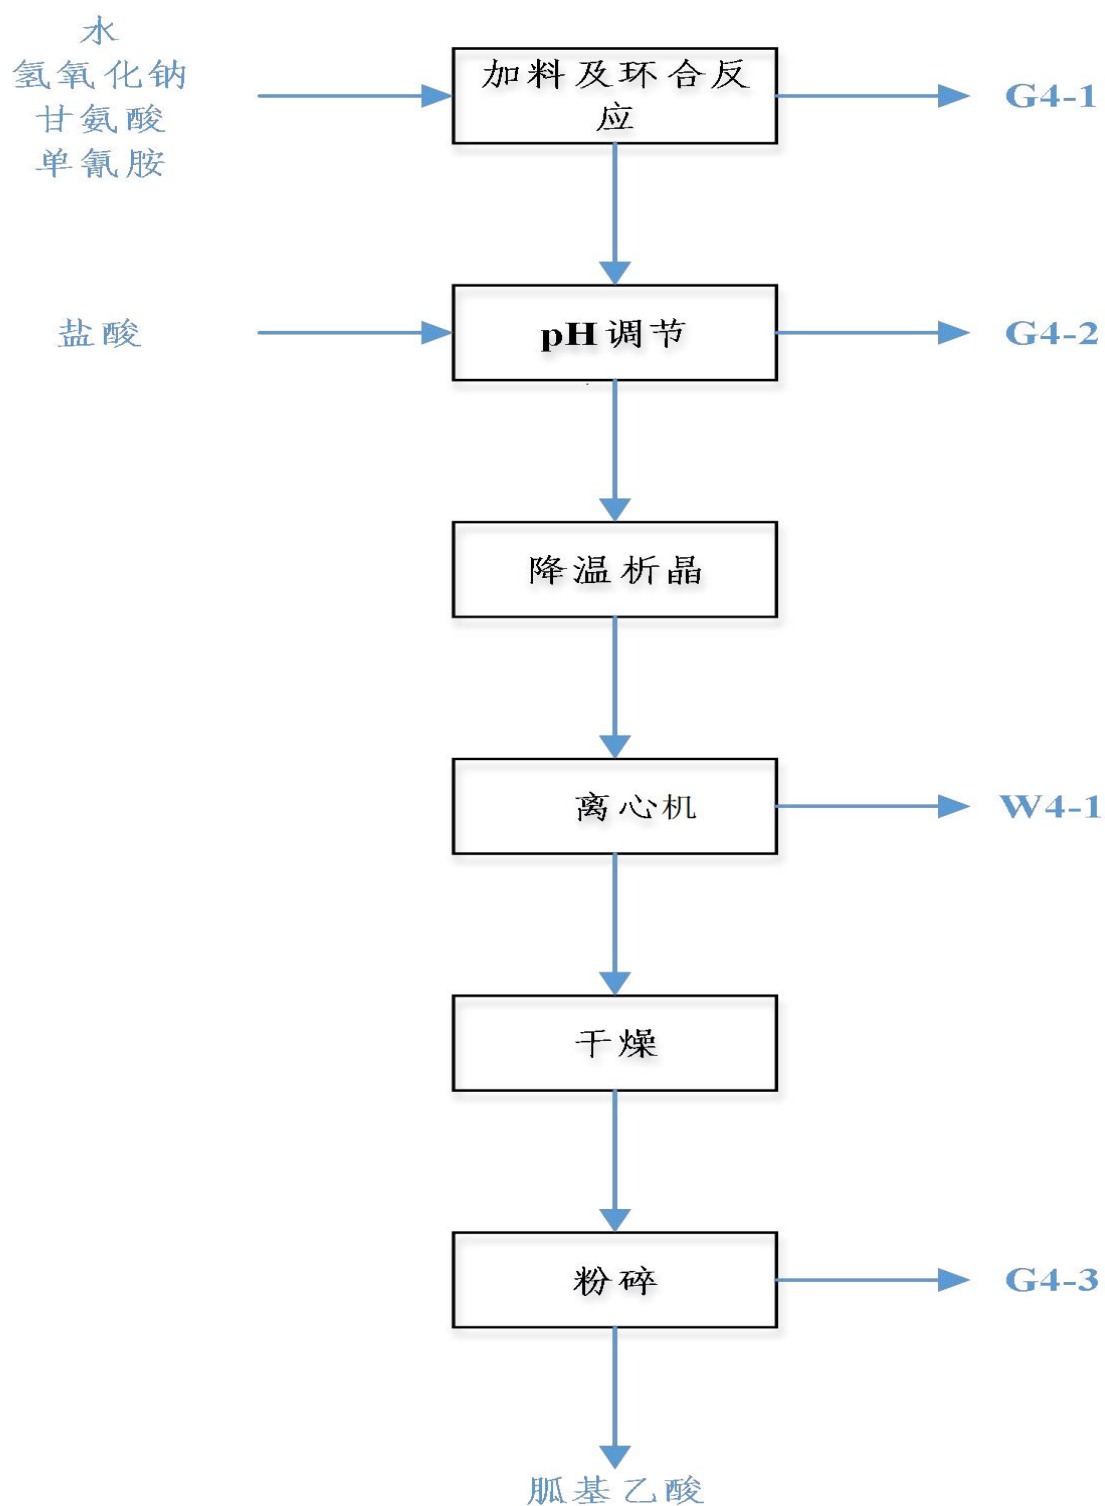 水
氢氧化钠
甘氨酸
单氰胺
加料及环合反
应
G4-1
盐酸
pH调节
G4-2
降温析晶
离心机
W4-1
干燥
粉碎
G4-3
胍基乙酸